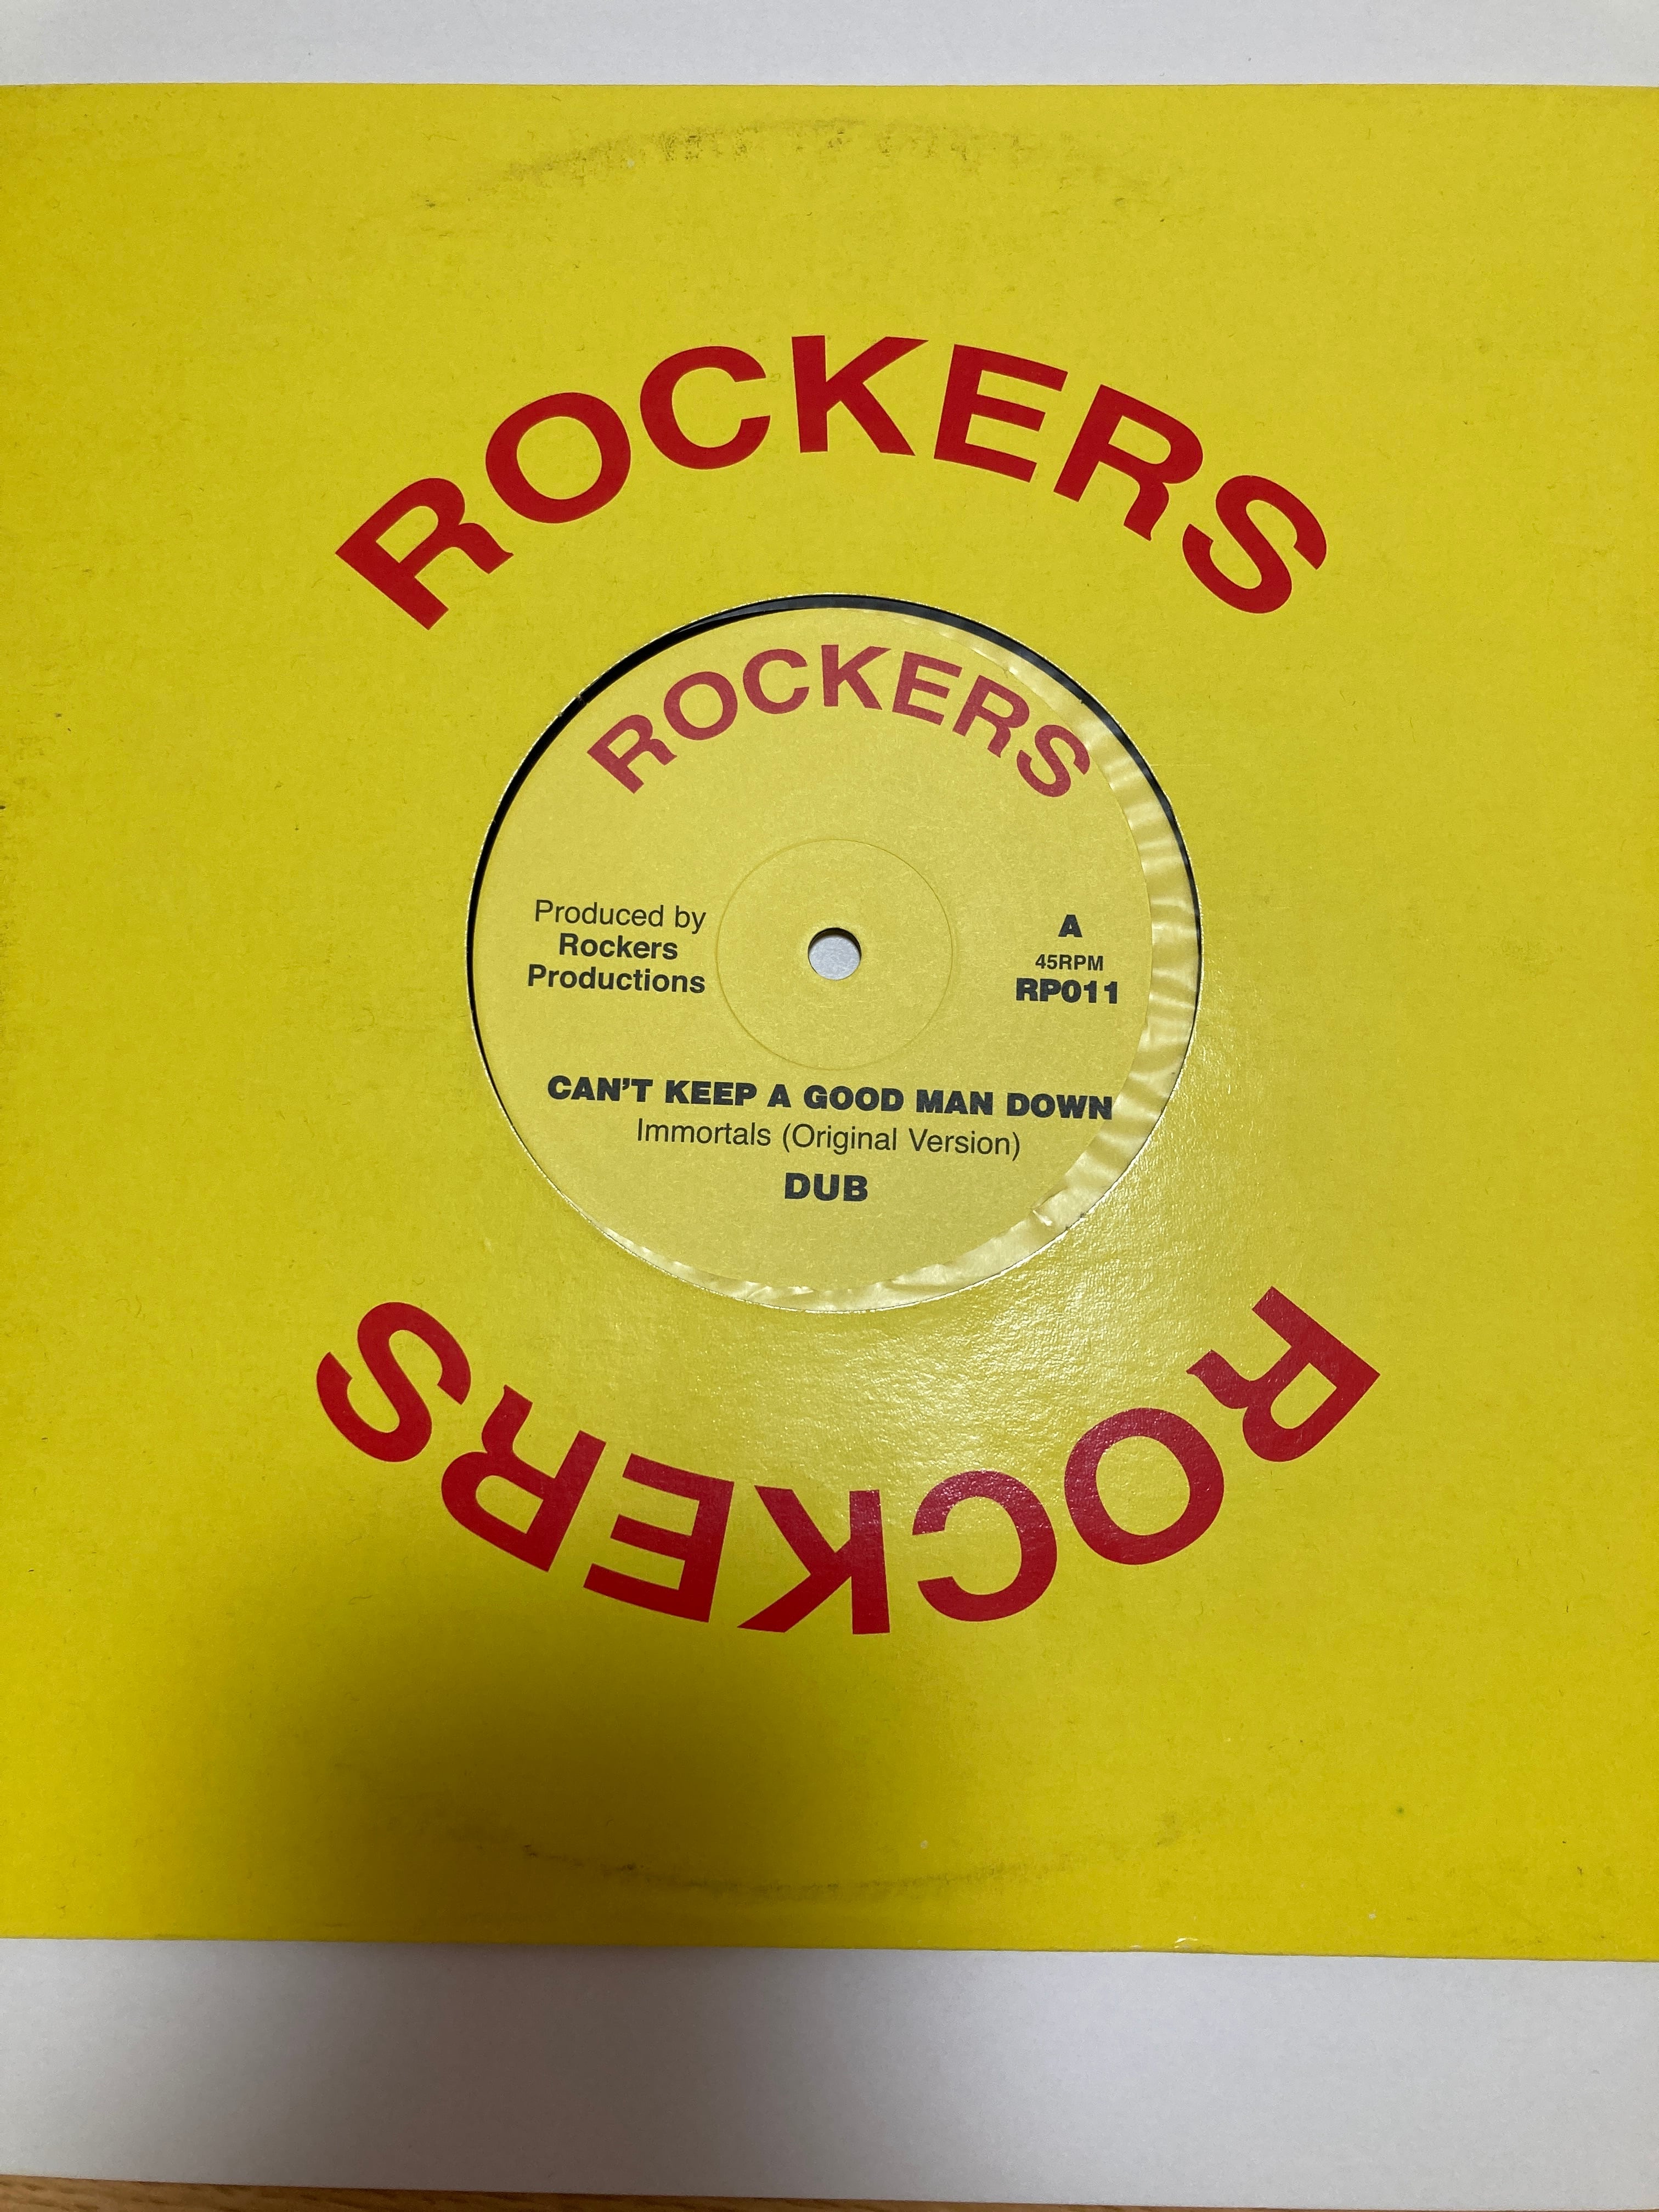 ROCKERS
ROCKERS
Produced by
Rockers
Productions
A
45RPM
RP011
CAN'T KEEP A GOOD MAN DOWN
Immortals (Original Version)
DUB
ROCKERS